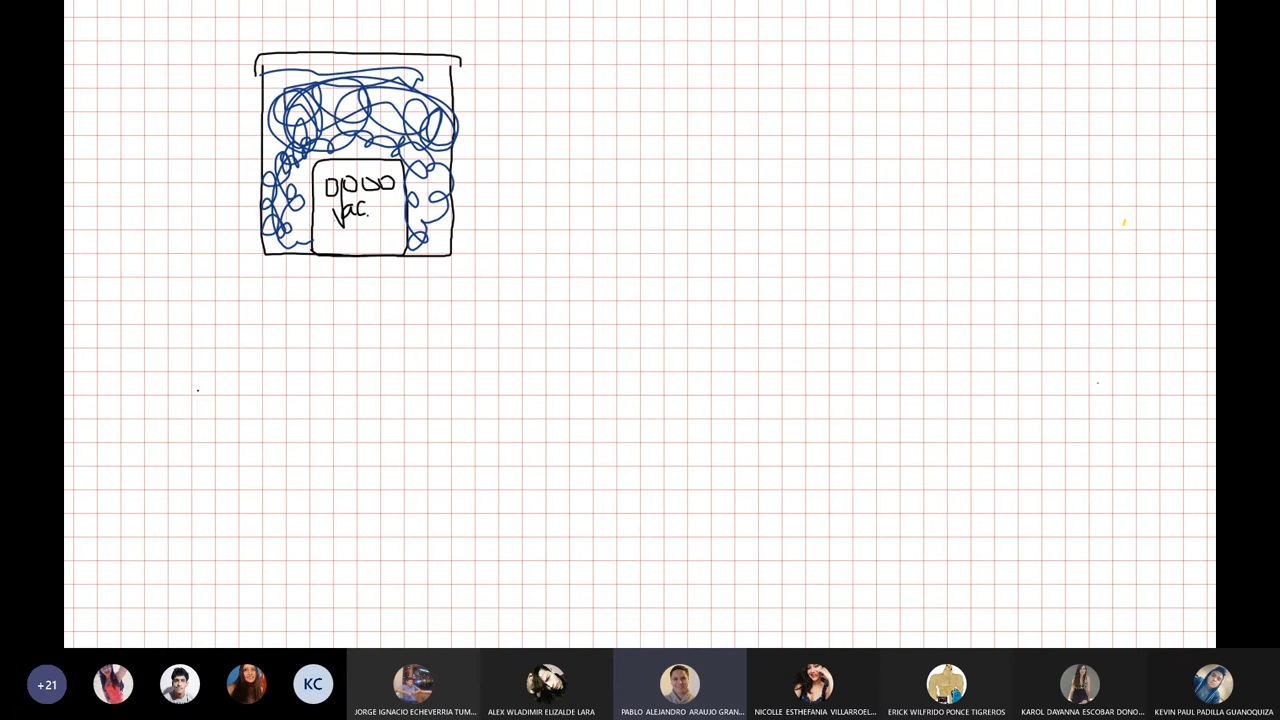 Vac.
+21
KC
JORGE IGNACIO ECHEVERRIA TUM...
ALEX WLADIMIR ELIZALDE LARA
PABLO ALEJANDRO ARAUJO GRAN...
NICOLLE ESTHEFANIA VILLARROEL...
ERICK WILFRIDO PONCE TIGREROS
KAROL DAYANNA ESCOBAR DONO...
KEVIN PAUL PADILLA GUANOQUIZA